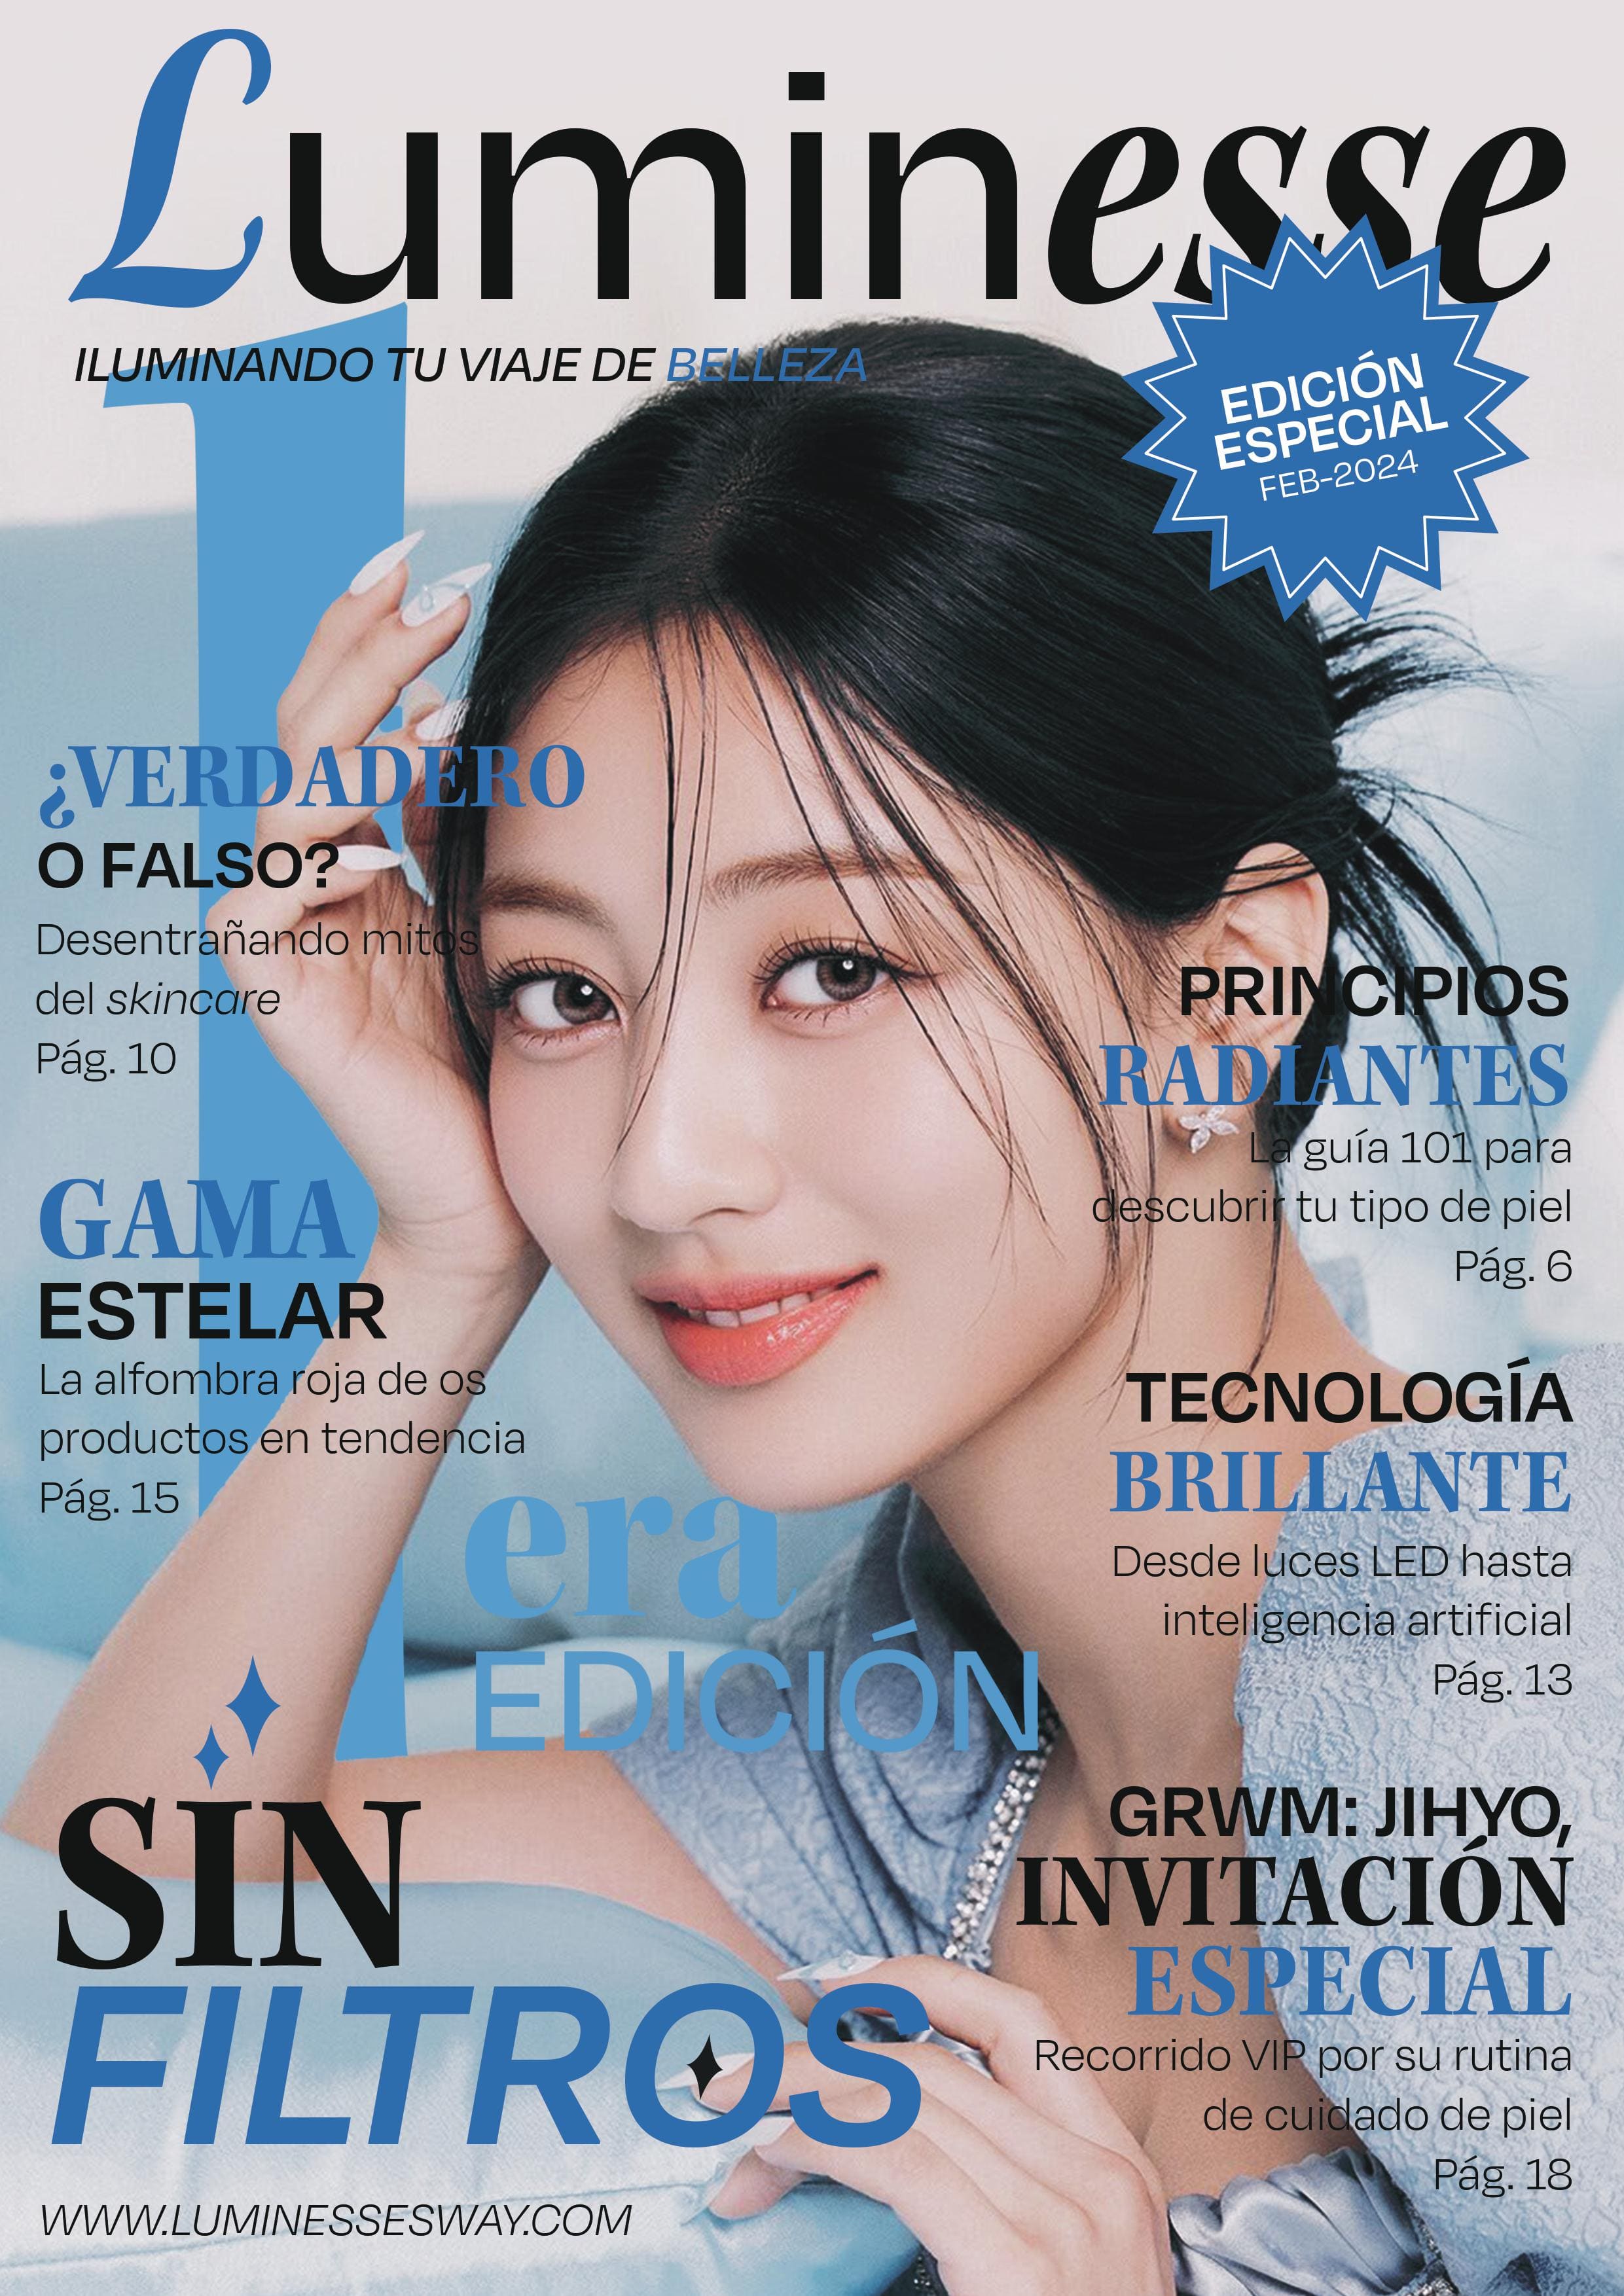 Luminesse
ILUMINANDO TU VIAJE DE BELLEZA
EDICIÓN
ESPECIAL
FEB-2024
¿VERDADERO
O FALSO?
Desentrañando mitos
del skincare
Pág. 10
GAMA
ESTELAR
La alfombra roja de os
productos en tendencia
Pág. 15
1
era
EDICIÓN
SIN
FILTROS
WWW.LUMINESSESWAY.COM
PRINCIPIOS
RADIANTES
La guía 101 para
descubrir tu tipo de piel
Pág. 6
TECNOLOGÍA
BRILLANTE
Desde luces LED hasta
inteligencia artificial
Pág. 13
GRWM: JIHYO,
INVITACIÓN
ESPECIAL
Recorrido VIP por su rutina
de cuidado de piel
Pág. 18